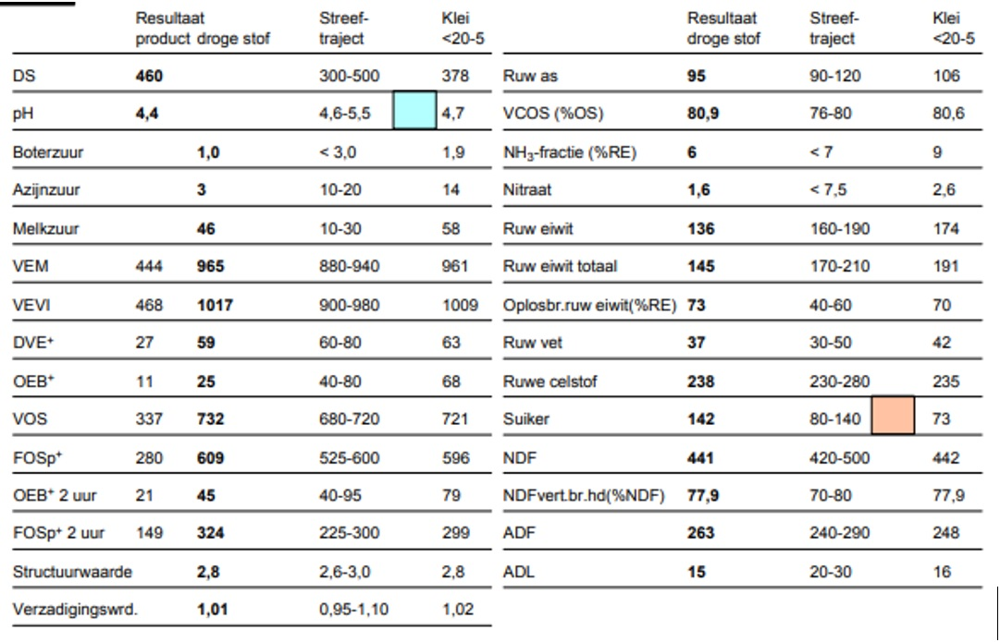 Resultaat Streef- Klei
product droge stof traject <20-5
DS 460 300-500 378
pH 4,4 4,6-5,5 4,7
Boterzuur 1,0 < 3,0 1,9
Azijnzuur 3 10-20 14
Melkzuur 46 10-30 58
VEM 444 965 880-940 961
VEVI 468 1017 900-980 1009
DVE⁺ 27 59 60-80 63
OEB⁺ 11 25 40-80 68
VOS 337 732 680-720 721
FOSp⁺ 280 609 525-600 596
OEB⁺ 2 uur 21 45 40-95 79
FOSp⁺ 2 uur 149 324 225-300 299
Structuurwaarde 2,8 2,6-3,0 2,8
Verzadigingswrd. 1,01 0,95-1,10 1,02
Resultaat Streef- Klei
droge stof traject <20-5
Ruw as 95 90-120 106
VCOS (%OS) 80,9 76-80 80,6
NH₃-fractie (%RE) 6 < 7 9
Nitraat 1,6 < 7,5 2,6
Ruw eiwit 136 160-190 174
Ruw eiwit totaal 145 170-210 191
Oplosbr.ruw eiwit(%RE) 73 40-60 70
Ruw vet 37 30-50 42
Ruwe celstof 238 230-280 235
Suiker 142 80-140 73
NDF 441 420-500 442
NDFvert.br.hd(%NDF) 77,9 70-80 77,9
ADF 263 240-290 248
ADL 15 20-30 16